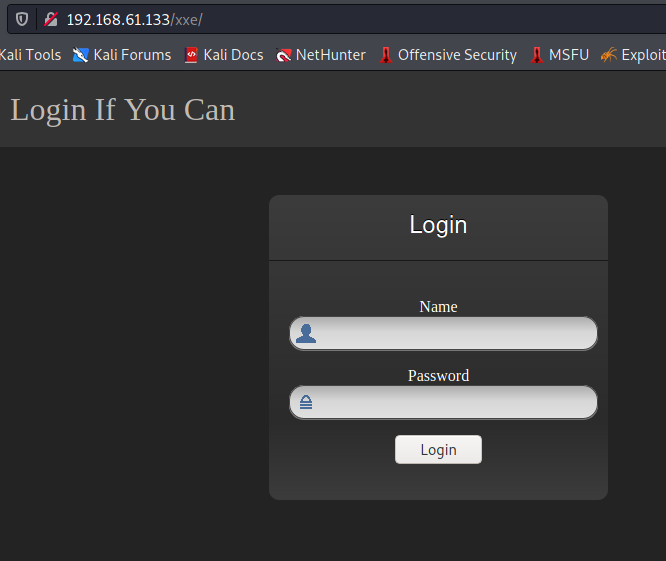 192.168.61.133/xxe/
Kali Tools Kali Forums Kali Docs NetHunter Offensive Security MSFU Exploit
Login If You Can
Login
Name
Password
Login